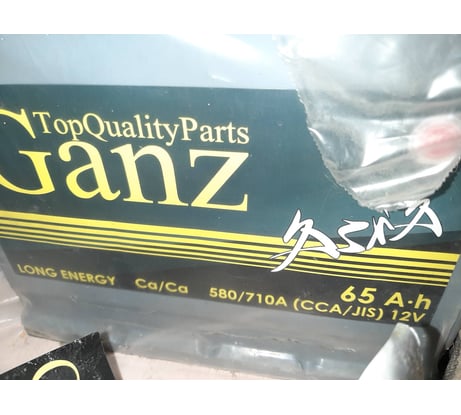 TopQualityParts
Ganz
ASIA
LONG ENERGY Ca/Ca 580/710A (CCA/JIS) 12V
65 A·h